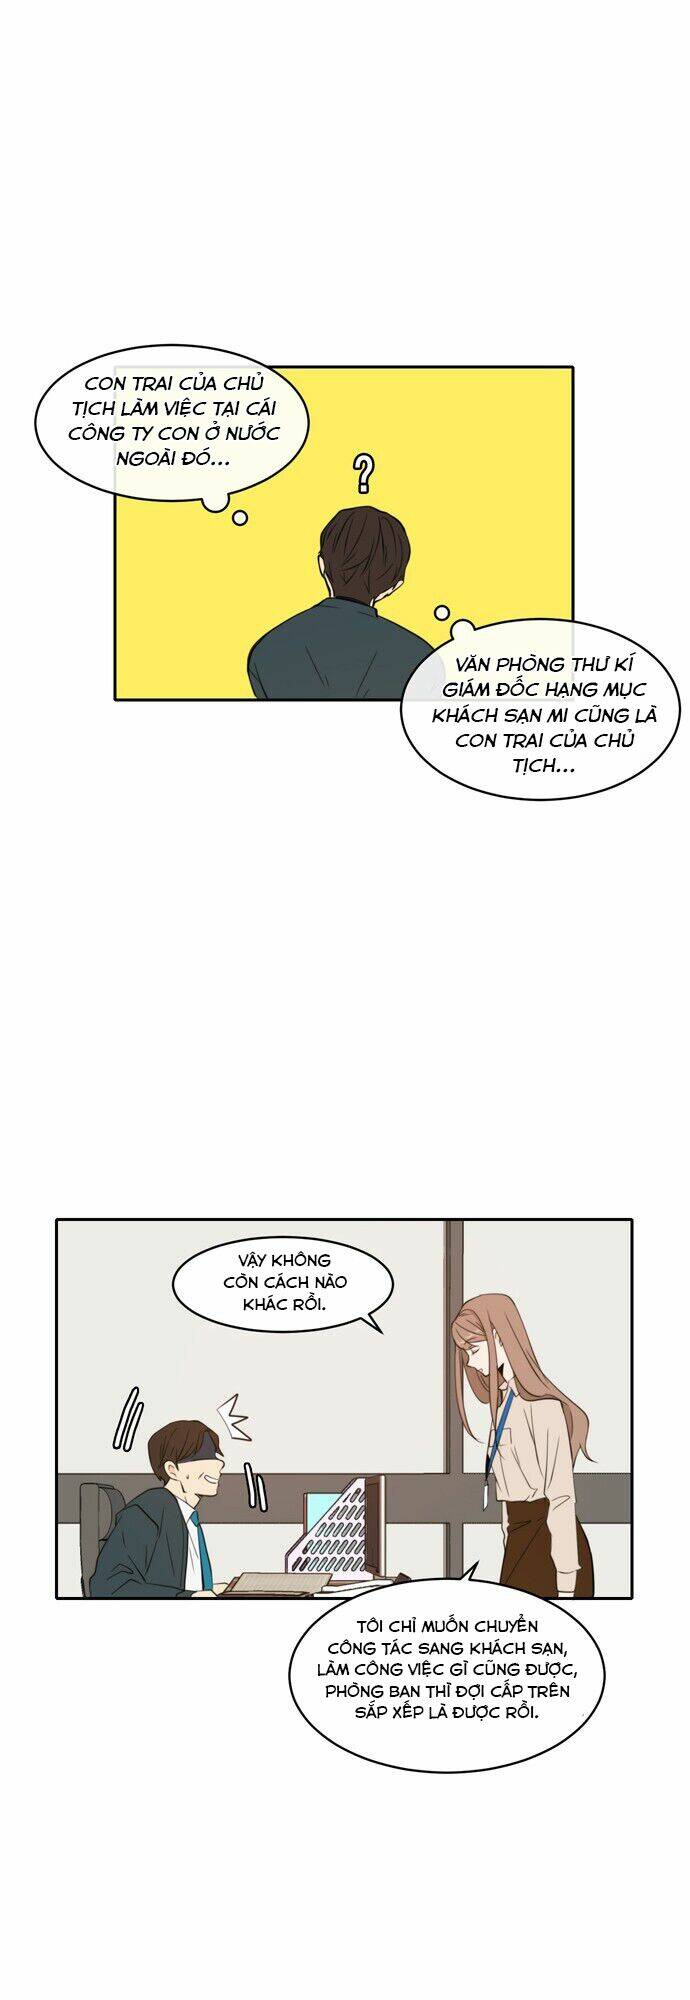 CON TRAI CỦA CHỦ
TỊCH LÀM VIỆC TẠI CÁI
CÔNG TY CON Ở NƯỚC
NGOÀI ĐÓ...
?
VĂN PHÒNG THƯ KÍ
GIÁM ĐỐC HẠNG MỤC
KHÁCH SẠN MI CŨNG LÀ
CON TRAI CỦA CHỦ
TỊCH...
VẬY KHÔNG
CÒN CÁCH NÀO
KHÁC RỒI.
TÔI CHỈ MUỐN CHUYỂN
CÔNG TÁC SANG KHÁCH SẠN,
LÀM CÔNG VIỆC GÌ CŨNG ĐƯỢC,
PHÒNG BAN THÌ ĐỢI CẤP TRÊN
SẮP XẾP LÀ ĐƯỢC RỒI.